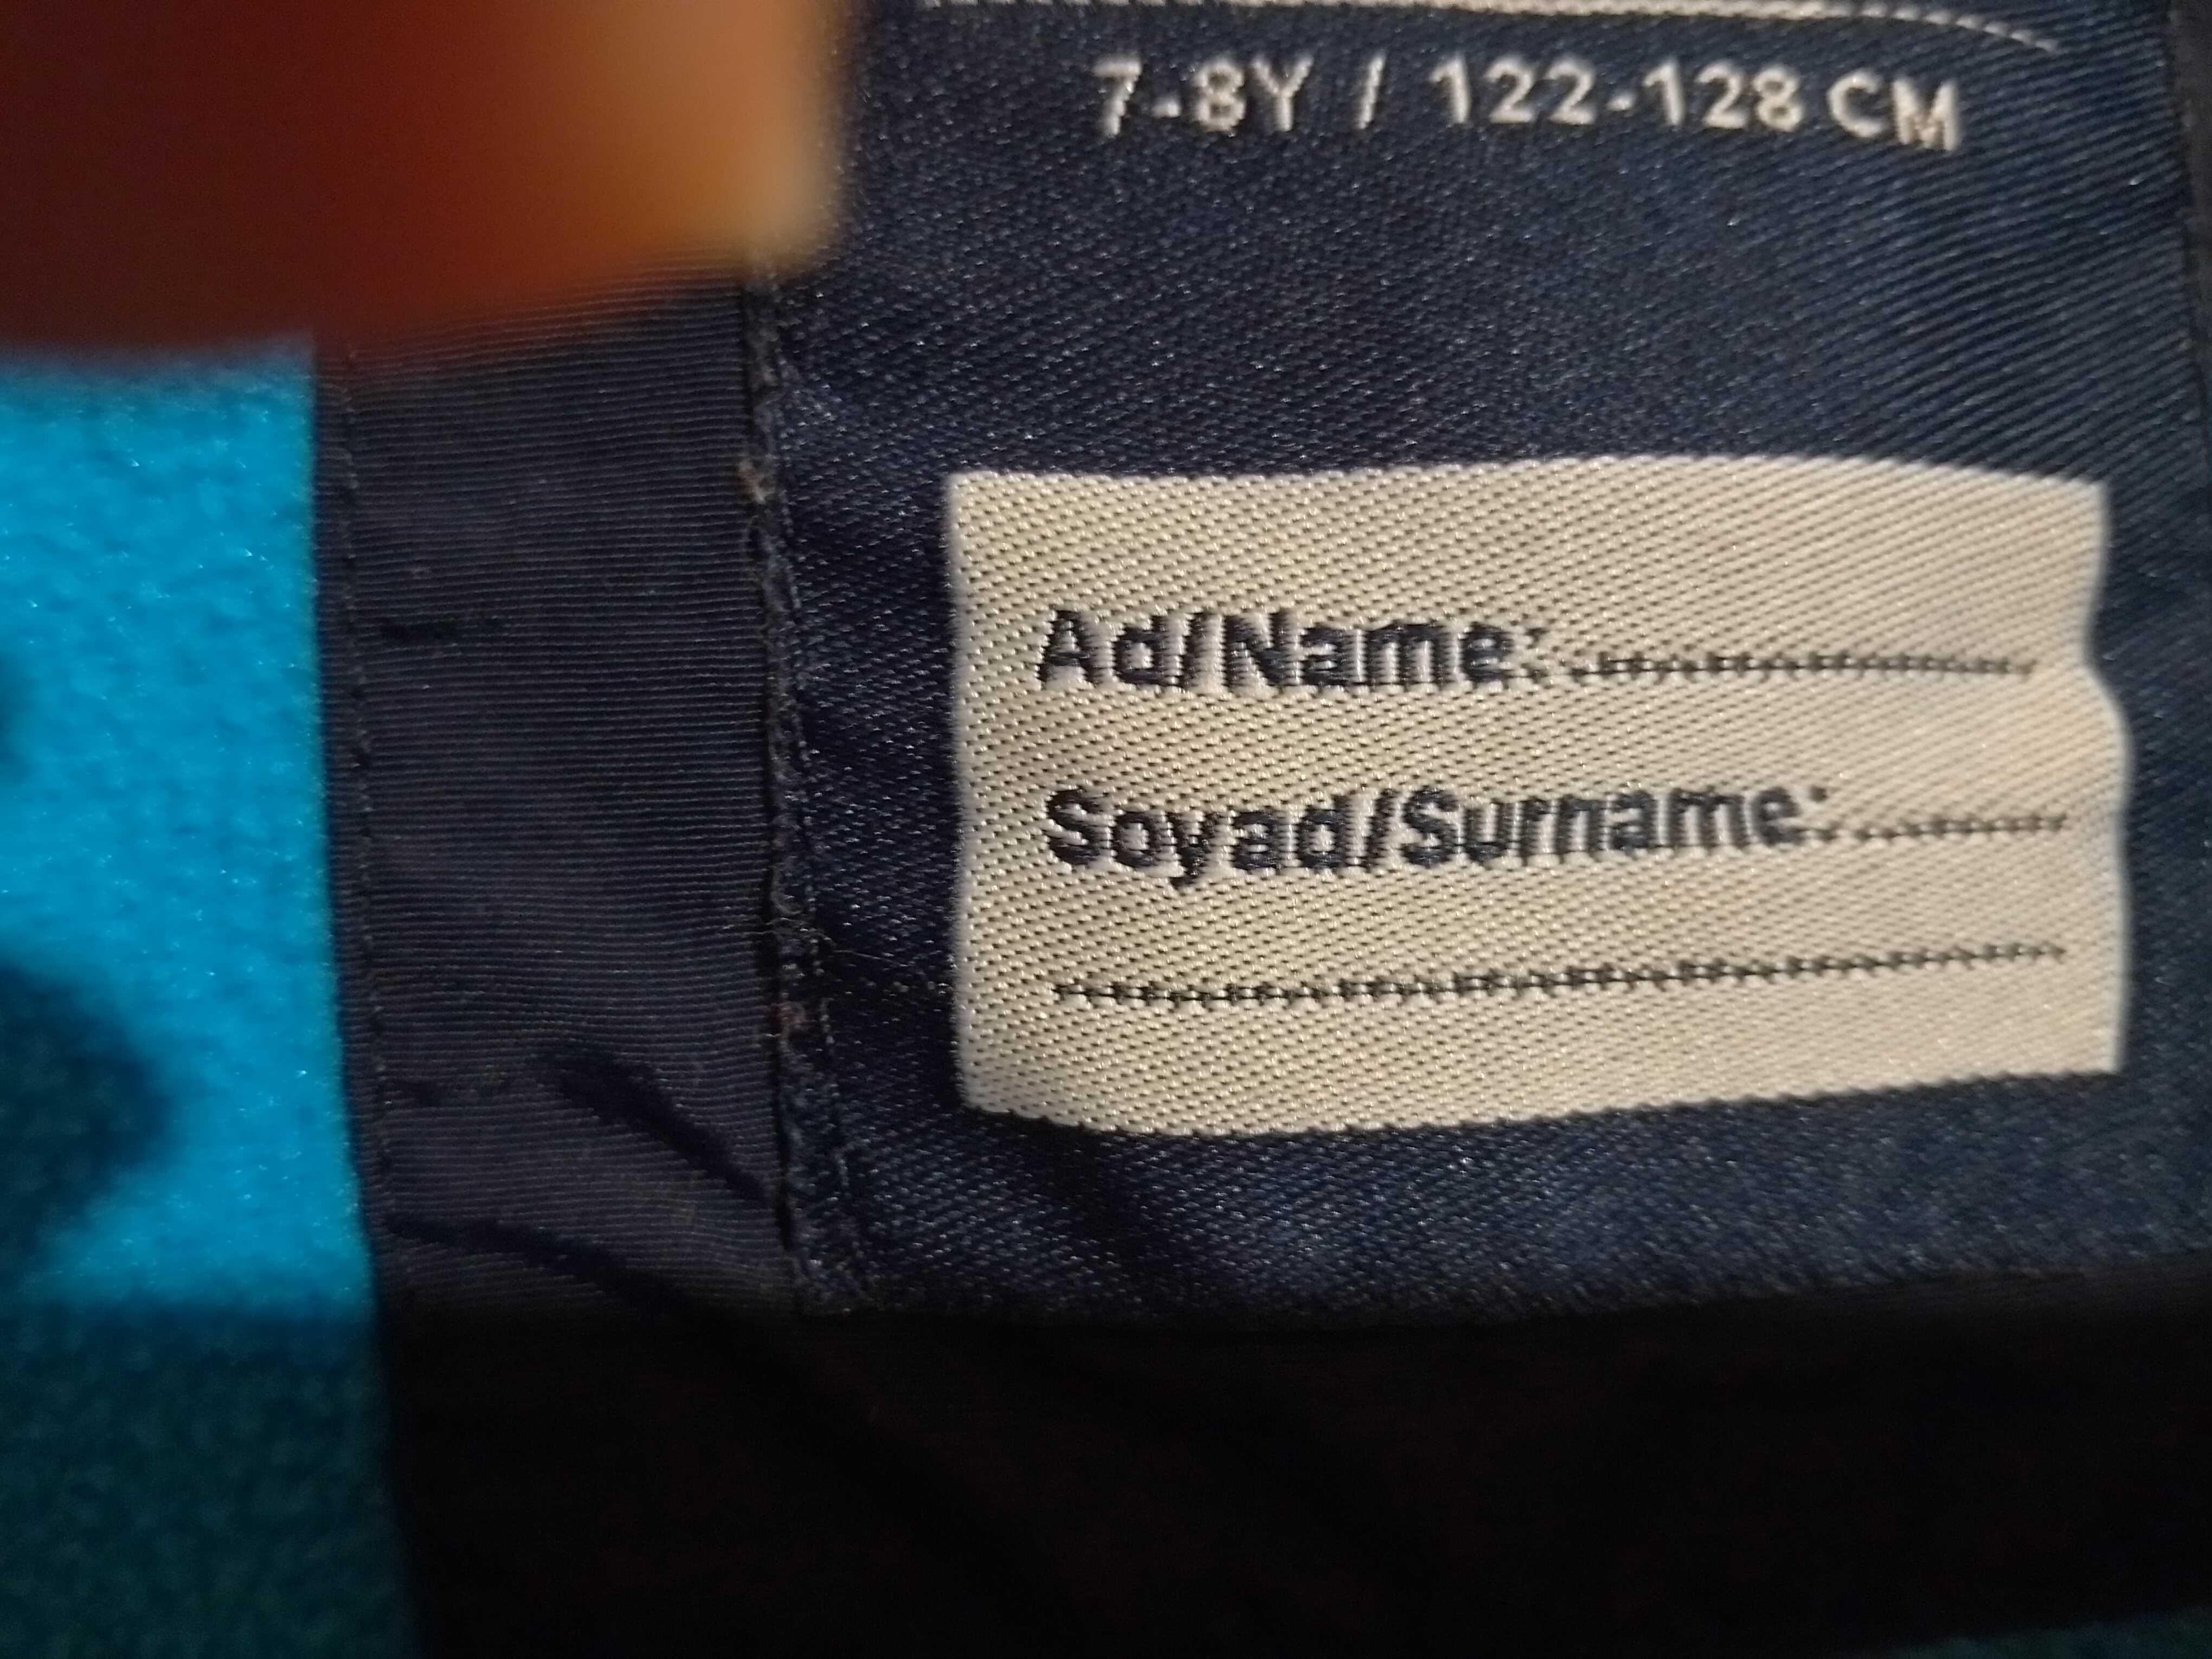 7-8Y / 122-128 CM
Ad/Name:
Soyad/Surname: